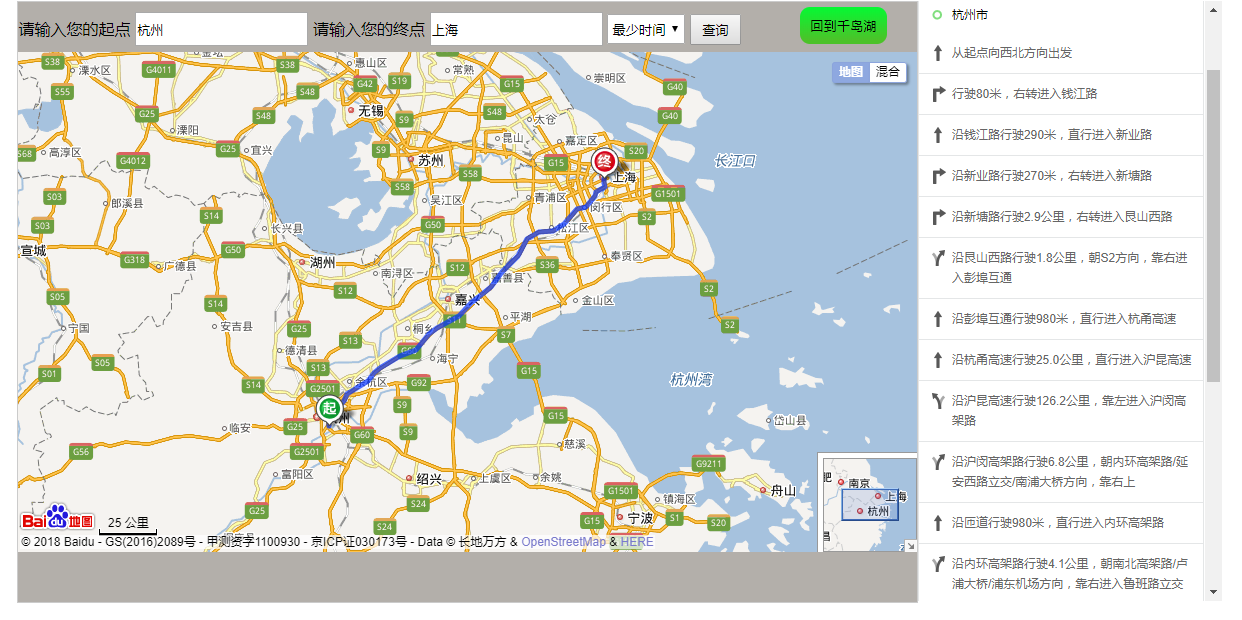 请输入您的起点 杭州 请输入您的终点 上海 最少时间 查询 回到千岛湖
地图 混合
S38 溧水区 G4011 S38 惠山区 常熟 崇明区
S55 S48 G42 S19 G15 G40
G25 S48 无锡 S9 S48 太仓 G40
溧阳 昆山 嘉定区
S68 高淳区 G4012 G25 宜兴 S9 苏州 G15 终 S20 长江口
S58 S58 上海
S03 郎溪县 S14 吴江区 青浦区 闵行区 G1501
S03 长兴县 G50 松江区 S2
宣城 G318 广德县 G50 湖州 南浔区 S12 S36 奉贤区
嘉善县
S05 S14 S12 嘉兴 金山区 S2
宁国 安吉县 G25 桐乡 平湖 S2
S13 S7
德清县 海宁
S01 S05 S13 G15 杭州湾
S14 G2501 余杭区 G92
起 S9 G15 岱山县
临安 G25 G60 S9 慈溪
G56 G2501 G9211
富阳区 绍兴 上虞区 余姚 舟山
G25 S24 G1501 镇海区
S24 G15 宁波 S1 S20
南京
上海
杭州
Bai du 地图 25 公里
© 2018 Baidu - GS(2016)2089号 - 甲测资字1100930 - 京ICP证030173号 - Data © 长地万方 & OpenStreetMap & HERE
杭州市
从起点向西北方向出发
行驶80米，右转进入钱江路
沿钱江路行驶290米，直行进入新业路
沿新业路行驶270米，右转进入新塘路
沿新塘路行驶2.9公里，右转进入艮山西路
沿艮山西路行驶1.8公里，朝S2方向，靠右进
入彭埠互通
沿彭埠互通行驶980米，直行进入杭甬高速
沿杭甬高速行驶25.0公里，直行进入沪昆高速
沿沪昆高速行驶126.2公里，靠左进入沪闵高
架路
沿沪闵高架路行驶6.8公里，朝内环高架路/延
安西路立交/南浦大桥方向，靠右上
沿匝道行驶980米，直行进入内环高架路
沿内环高架路行驶4.1公里，朝南北高架路/卢
浦大桥/浦东机场方向，靠右进入鲁班路立交